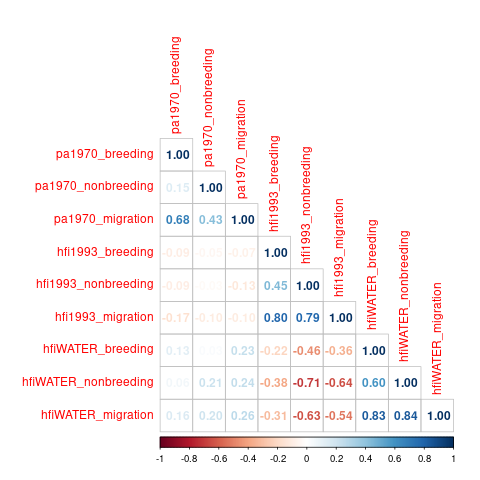 pa1970_breeding
pa1970_nonbreeding
pa1970_migration
hfi1993_breeding
hfi1993_nonbreeding
hfi1993_migration
hfiWATER_breeding
hfiWATER_nonbreeding
hfiWATER_migration
pa1970_breeding 1.00
pa1970_nonbreeding 0.15 1.00
pa1970_migration 0.68 0.43 1.00
hfi1993_breeding -0.09 -0.05 -0.07 1.00
hfi1993_nonbreeding -0.09 -0.13 0.45 1.00
hfi1993_migration -0.17 -0.10 -0.10 0.80 0.79 1.00
hfiWATER_breeding 0.13 0.23 -0.22 -0.46 -0.36 1.00
hfiWATER_nonbreeding 0.21 0.24 -0.38 -0.71 -0.64 0.60 1.00
hfiWATER_migration 0.16 0.20 0.26 -0.31 -0.63 -0.54 0.83 0.84 1.00
-1 -0.8 -0.6 -0.4 -0.2 0 0.2 0.4 0.6 0.8 1